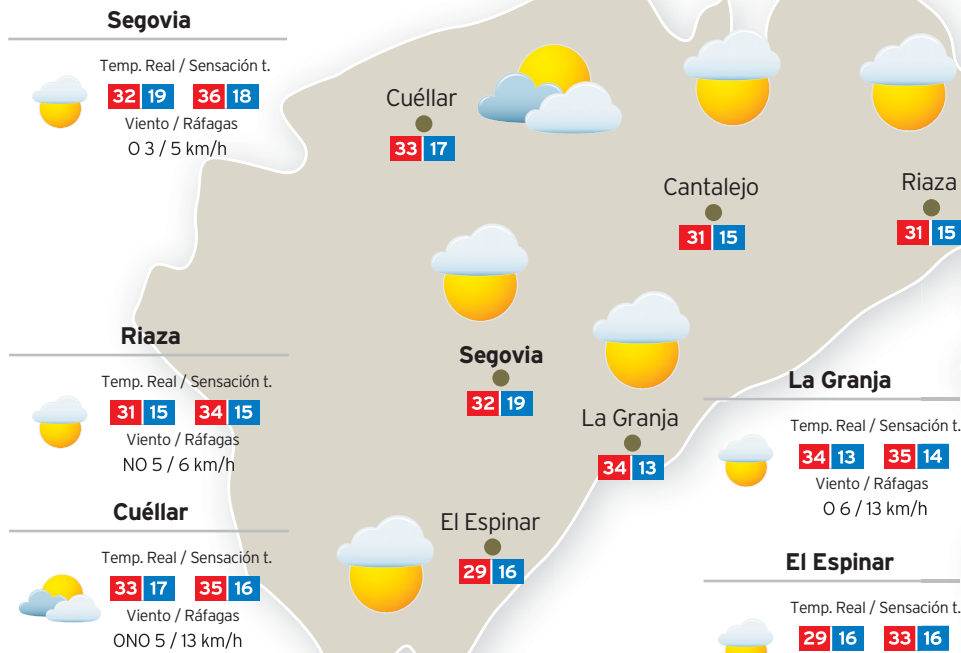 Segovia
Temp. Real / Sensación t.
32 19 36 18
Viento / Ráfagas
O 3 / 5 km/h
Riaza
Temp. Real / Sensación t.
31 15 34 15
Viento / Ráfagas
NO 5 / 6 km/h
Cuéllar
Temp. Real / Sensación t.
33 17 35 16
Viento / Ráfagas
ONO 5 / 13 km/h
Cuéllar
33 17
Cantalejo
31 15
Riaza
31 15
Segovia
32 19
La Granja
34 13
El Espinar
29 16
La Granja
Temp. Real / Sensación t.
34 13 35 14
Viento / Ráfagas
O 6 / 13 km/h
El Espinar
Temp. Real / Sensación t.
29 16 33 16